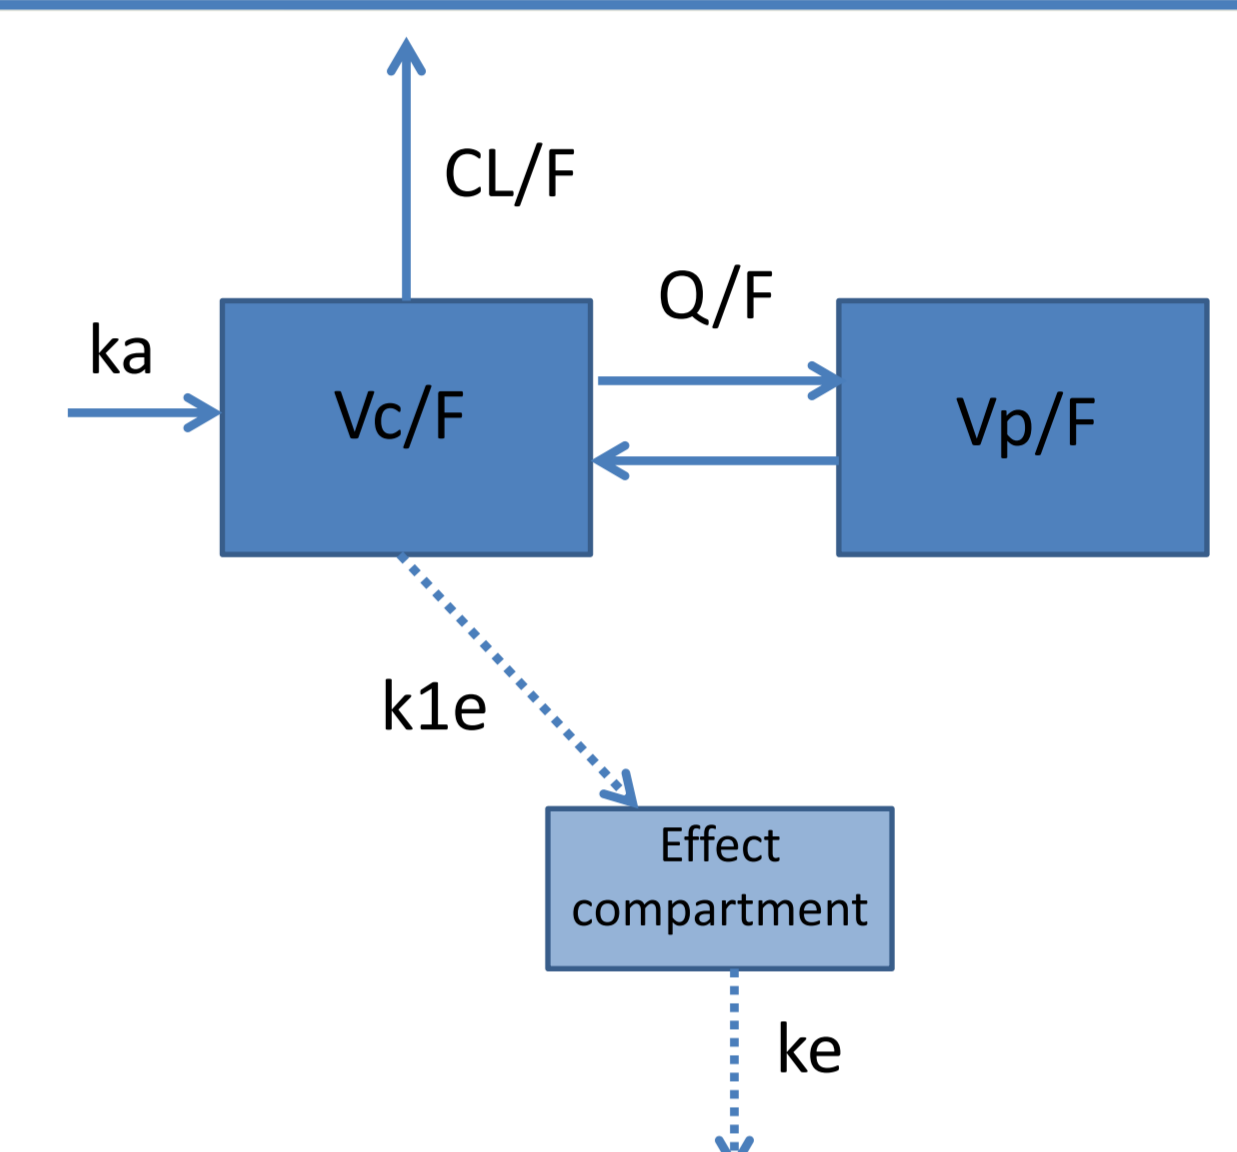 CL/F
Q/F
ka
Vc/F
Vp/F
k1e
Effect
compartment
ke